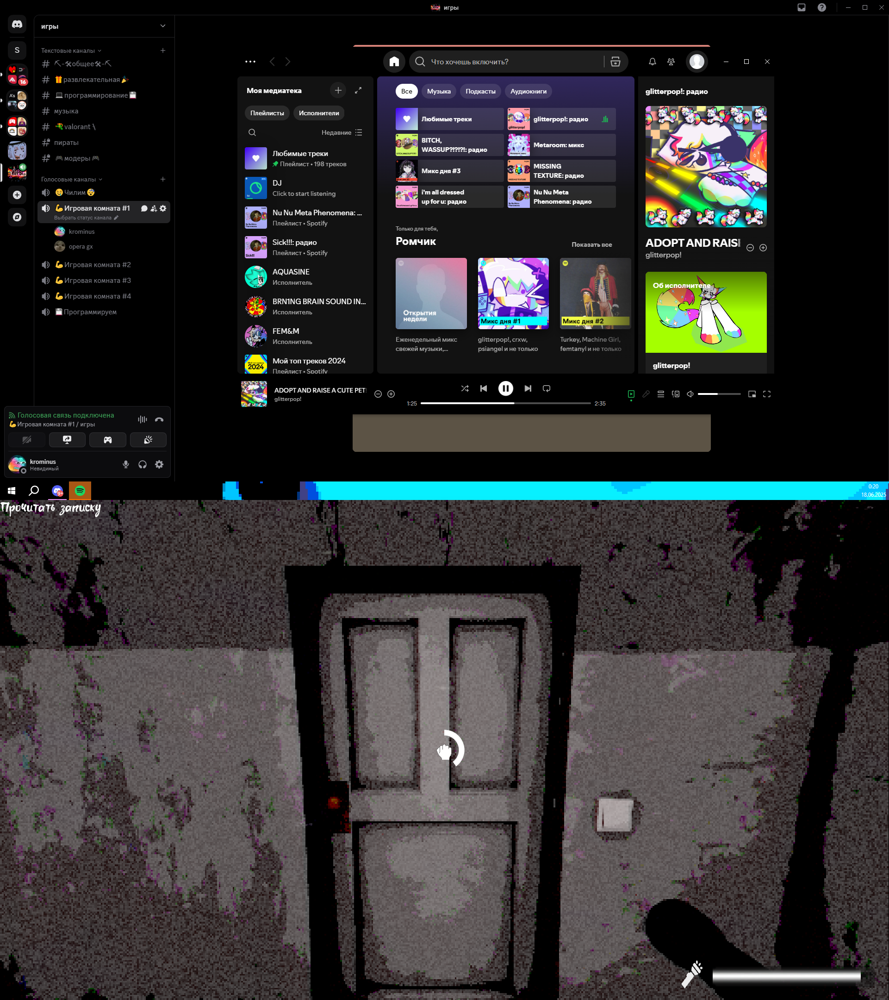 игры
игры
Текстовые каналы
⛏-🛠общее🛠-⛏
🎁развлекательная🎉
💻программирование💾
музыка
🔫valorant🔪
пираты
🎮модеры🎮
Голосовые каналы
😊Чилим😴
💪Игровая комната #1
Выбрать статус канала
krominus
opera gx
💪Игровая комната #2
💪Игровая комната #3
💪Игровая комната #4
💾Программируем
S
16
A's
ИГРЫ
Голосовая связь подключена
💪Игровая комната #1 / игры
krominus
Невидимый
Что хочешь включить?
Моя медиатека
Плейлисты
Исполнители
Недавние
Любимые треки
Плейлист • 198 треков
DJ
Click to start listening
Nu Nu Meta Phenomena: ...
Плейлист • Spotify
Sick!!!: радио
Плейлист • Spotify
AQUASINE
Исполнитель
BRN1NG BRAIN SOUND IN...
Исполнитель
FEM&M
Исполнитель
2024
Мой топ треков 2024
Плейлист • Spotify
Все
Музыка
Подкасты
Аудиокниги
Любимые треки
glitterpop!
glitterpop!: радио
BITCH,
WASSUP?!?!?!: радио
Metaroom: микс
Микс дня #3
MISSING
TEXTURE: радио
i'm all dressed
up for u: радио
Nu Nu Meta
Phenomena: радио
Только для тебя,
Ромчик
Показать все
Открытия
недели
Микс дня #1
Микс дня #2
Еженедельный микс
свежей музыки,...
glitterpop!, crxw,
psiangel и не только
Turkey, Machine Girl,
femtanyl и не только
glitterpop!: радио
ADOPT AND RAIS
glitterpop!
Об исполнителе
glitterpop!
ADOPT AND RAISE A CUTE PET
glitterpop!
1:25
2:35
9+
0:20
18.06.2025
Прочитать записку